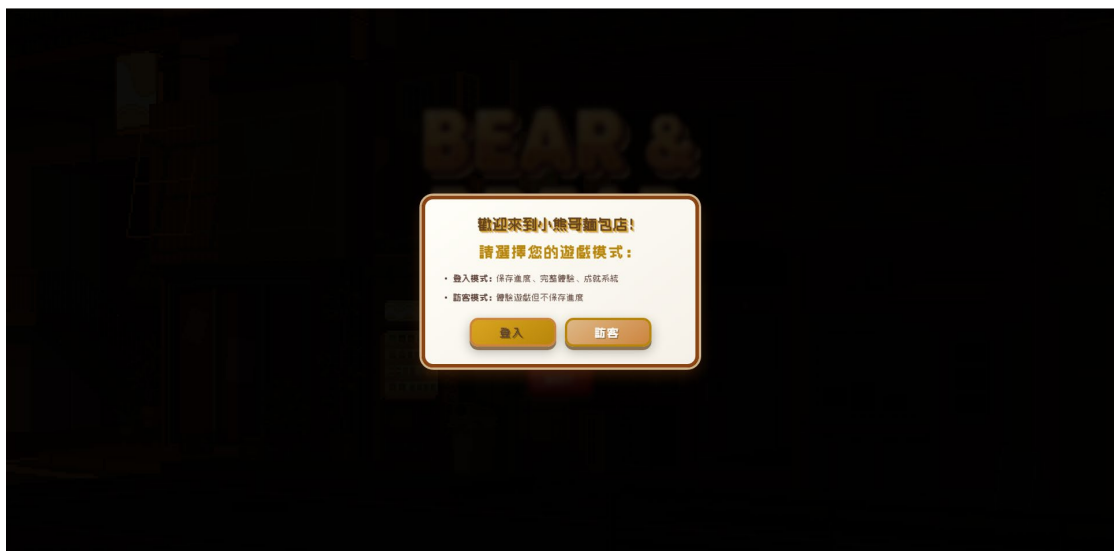 BEAR &
歡迎來到小熊哥麵包店!
請選擇您的遊戲模式:
• 登入模式: 保存進度、完整體驗、成就系統
• 訪客模式: 體驗遊戲但不保存進度
登入
訪客